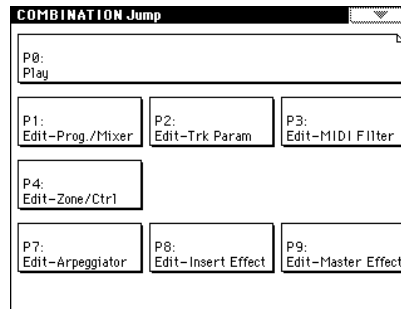 COMBINATION Jump
P0:
Play
P1:
Edit-Prog./Mixer
P2:
Edit-Trk Param
P3:
Edit-MIDI FIlter
P4:
Edit-Zone/Ctrl
P7:
Edit-Arpeggiator
P8:
Edit-Insert Effect
P9:
Edit-Master Effect